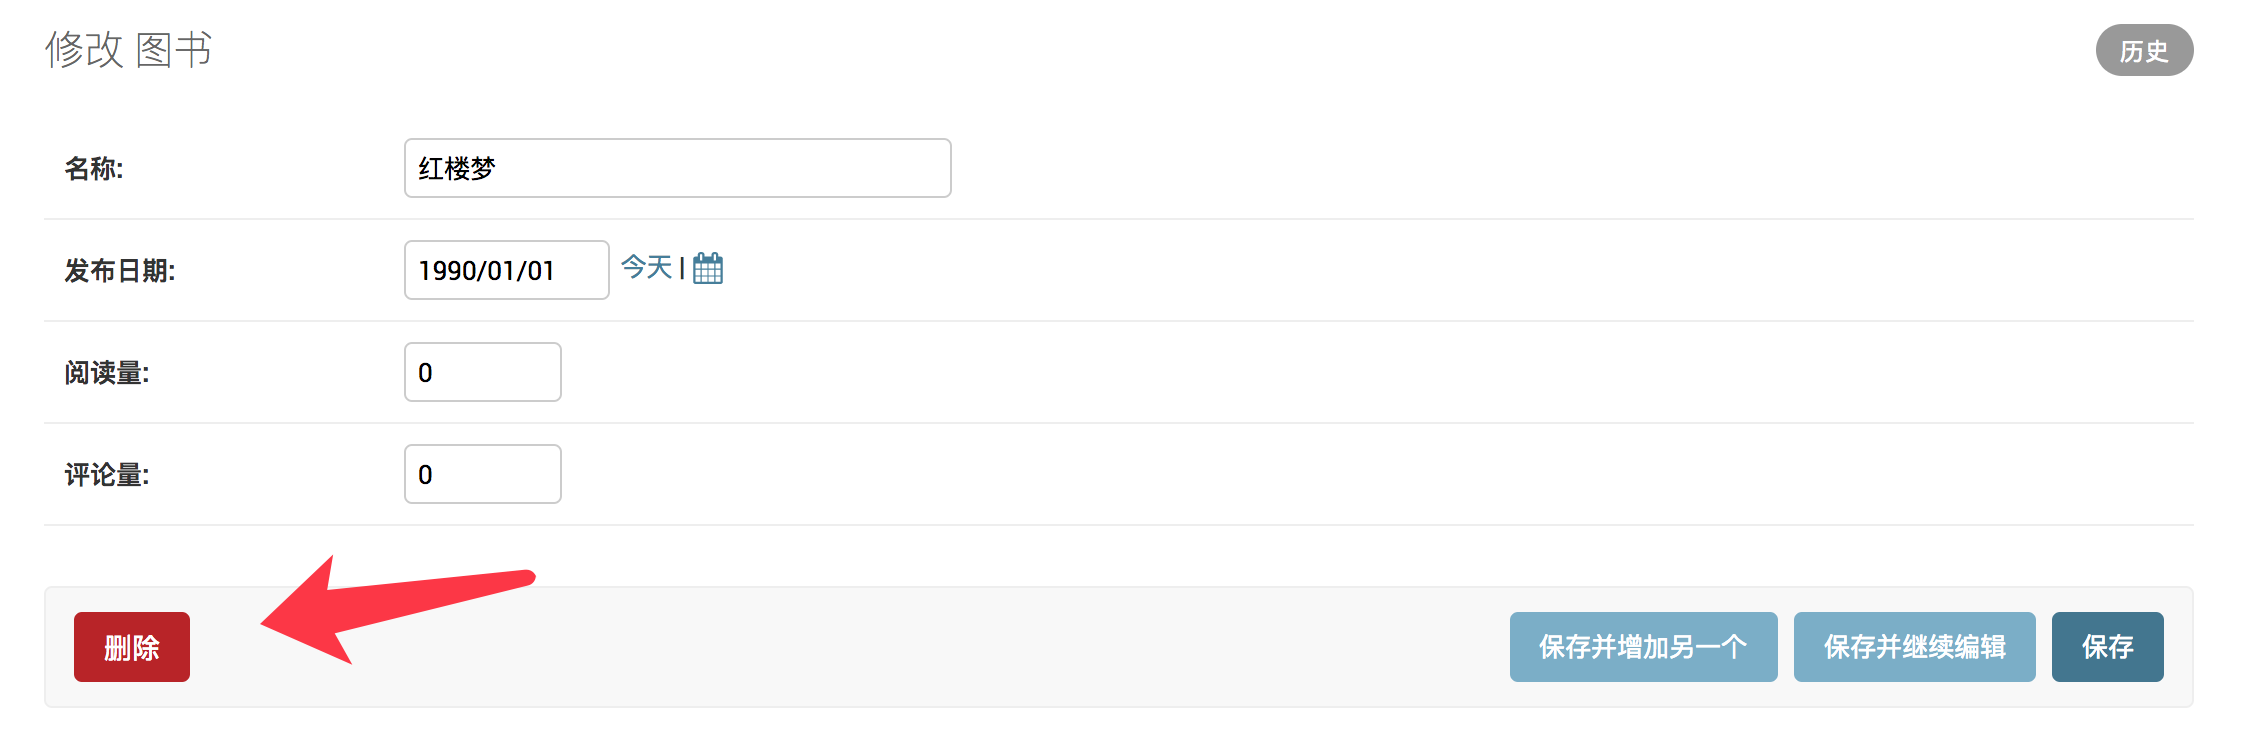 修改 图书
历史
名称: 红楼梦
发布日期: 1990/01/01 今天 |
阅读量: 0
评论量: 0
删除 保存并增加另一个 保存并继续编辑 保存